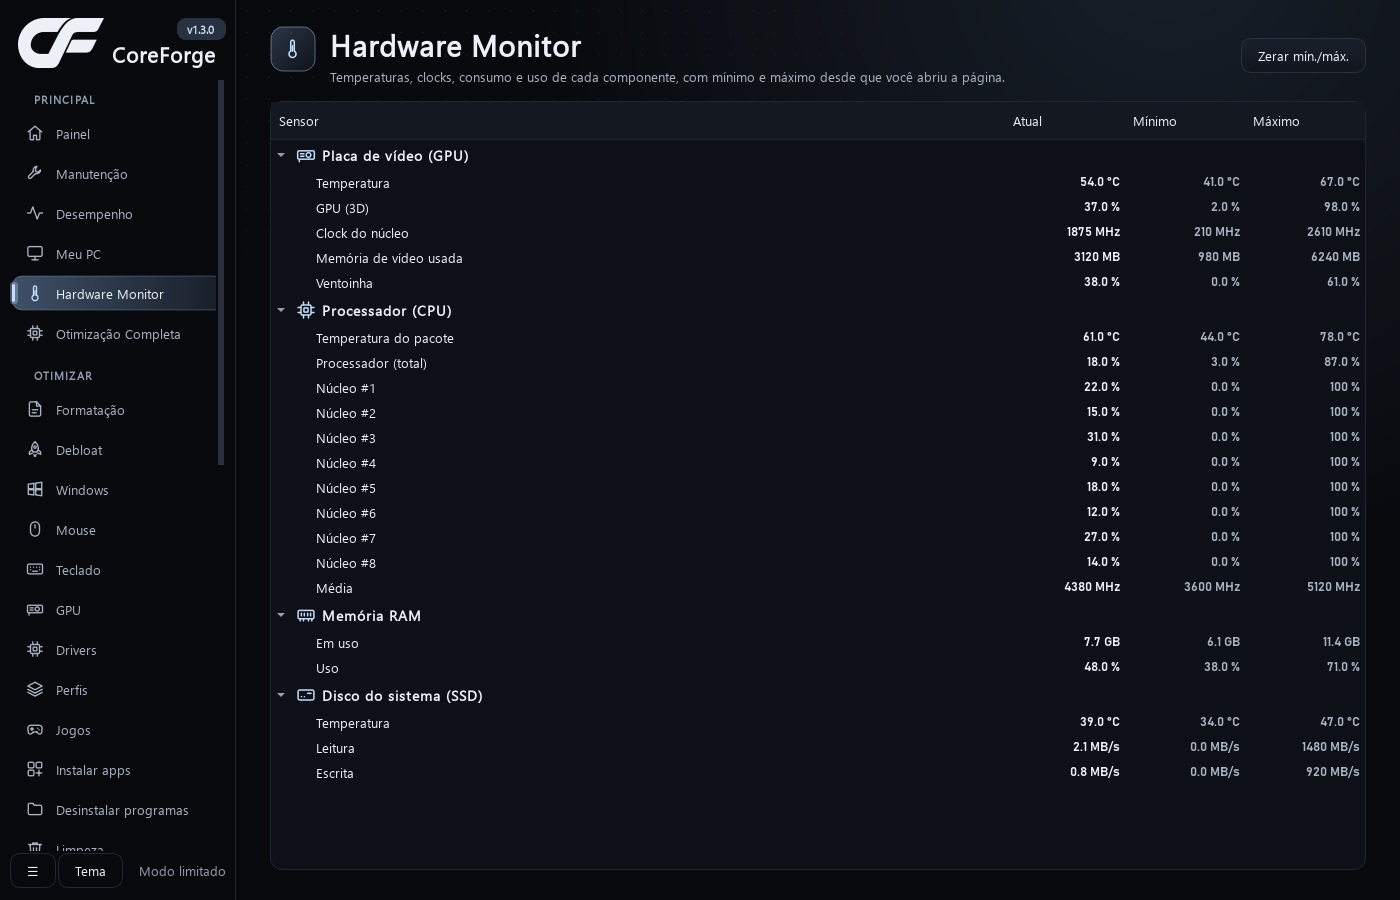 v1.3.0
CoreForge
PRINCIPAL
Painel
Manutenção
Desempenho
Meu PC
Hardware Monitor
Otimização Completa
OTIMIZAR
Formatação
Debloat
Windows
Mouse
Teclado
GPU
Drivers
Perfis
Jogos
Instalar apps
Desinstalar programas
Limpeza
☰ Tema Modo limitado
Hardware Monitor
Temperaturas, clocks, consumo e uso de cada componente, com mínimo e máximo desde que você abriu a página.
Zerar mín./máx.
Sensor Atual Mínimo Máximo
Placa de vídeo (GPU)
Temperatura 54.0 °C 41.0 °C 67.0 °C
GPU (3D) 37.0 % 2.0 % 98.0 %
Clock do núcleo 1875 MHz 210 MHz 2610 MHz
Memória de vídeo usada 3120 MB 980 MB 6240 MB
Ventoinha 38.0 % 0.0 % 61.0 %
Processador (CPU)
Temperatura do pacote 61.0 °C 44.0 °C 78.0 °C
Processador (total) 18.0 % 3.0 % 87.0 %
Núcleo #1 22.0 % 0.0 % 100 %
Núcleo #2 15.0 % 0.0 % 100 %
Núcleo #3 31.0 % 0.0 % 100 %
Núcleo #4 9.0 % 0.0 % 100 %
Núcleo #5 18.0 % 0.0 % 100 %
Núcleo #6 12.0 % 0.0 % 100 %
Núcleo #7 27.0 % 0.0 % 100 %
Núcleo #8 14.0 % 0.0 % 100 %
Média 4380 MHz 3600 MHz 5120 MHz
Memória RAM
Em uso 7.7 GB 6.1 GB 11.4 GB
Uso 48.0 % 38.0 % 71.0 %
Disco do sistema (SSD)
Temperatura 39.0 °C 34.0 °C 47.0 °C
Leitura 2.1 MB/s 0.0 MB/s 1480 MB/s
Escrita 0.8 MB/s 0.0 MB/s 920 MB/s